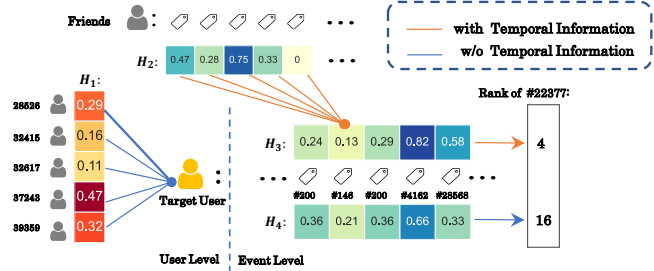 Friends : ...
with Temporal Information
w/o Temporal Information
H2: 0.47 0.28 0.75 0.33 0 ...
H1:
28526 0.29
32415 0.16
32617 0.11
37243 0.47
39359 0.32
Target User : ...
Rank of #22377:
H3: 0.24 0.13 0.29 0.82 0.58 4
... #200 #146 #200 #4162 #28568 ...
H4: 0.36 0.21 0.36 0.66 0.33 16
User Level Event Level